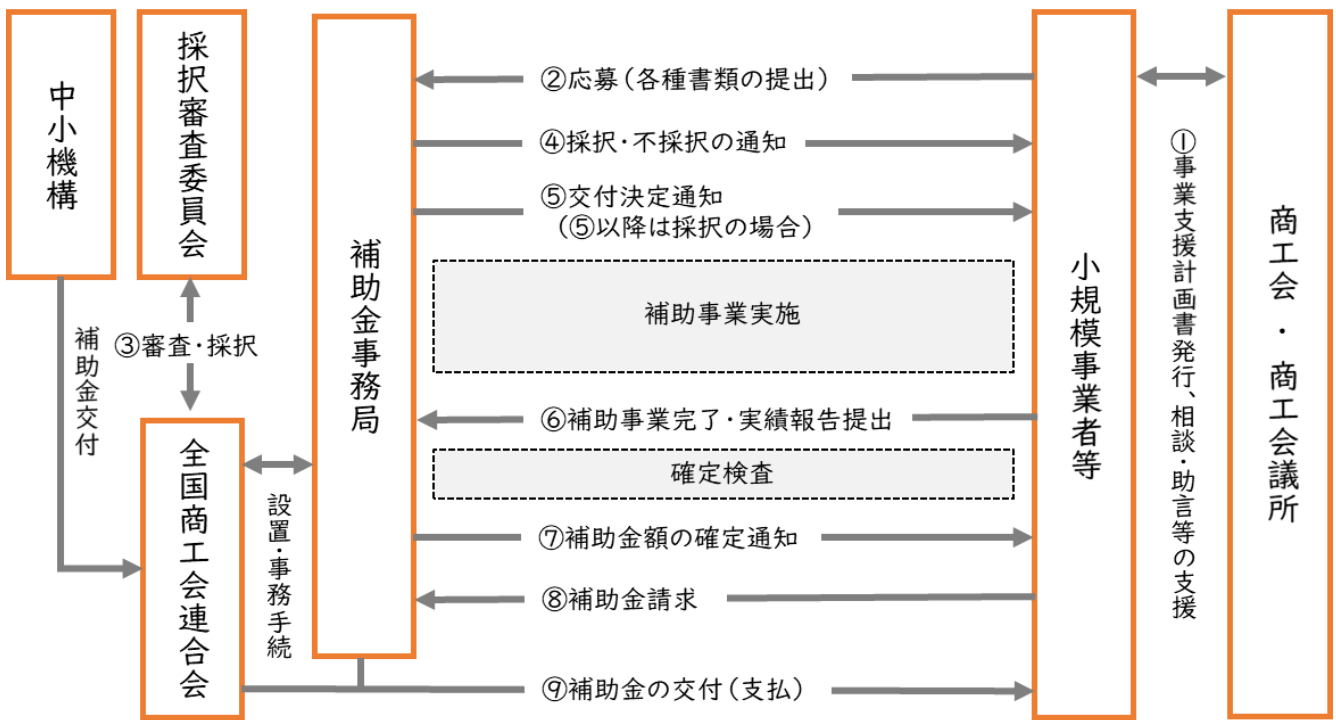 中小機構
採択審査委員会
補助金事務局
小規模事業者等
商工会・商工会議所
全国商工会連合会
①事業支援計画書発行、相談・助言等の支援
②応募(各種書類の提出)
③審査・採択
④採択・不採択の通知
⑤交付決定通知
(⑤以降は採択の場合)
補助事業実施
⑥補助事業完了・実績報告提出
確定検査
⑦補助金額の確定通知
⑧補助金請求
⑨補助金の交付(支払)
補助金交付
設置・事務手続